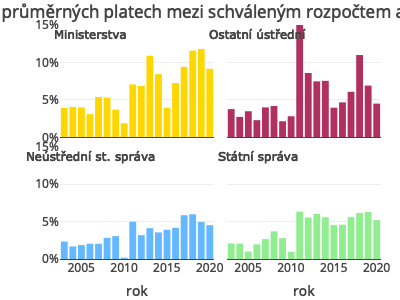 průměrných platech mezi schváleným rozpočtem a
Ministerstva
Ostatní ústřední
15%
10%
5%
0%
Neústřední st. správa
Státní správa
15%
10%
5%
0%
2005 2010 2015 2020
2005 2010 2015 2020
rok
rok